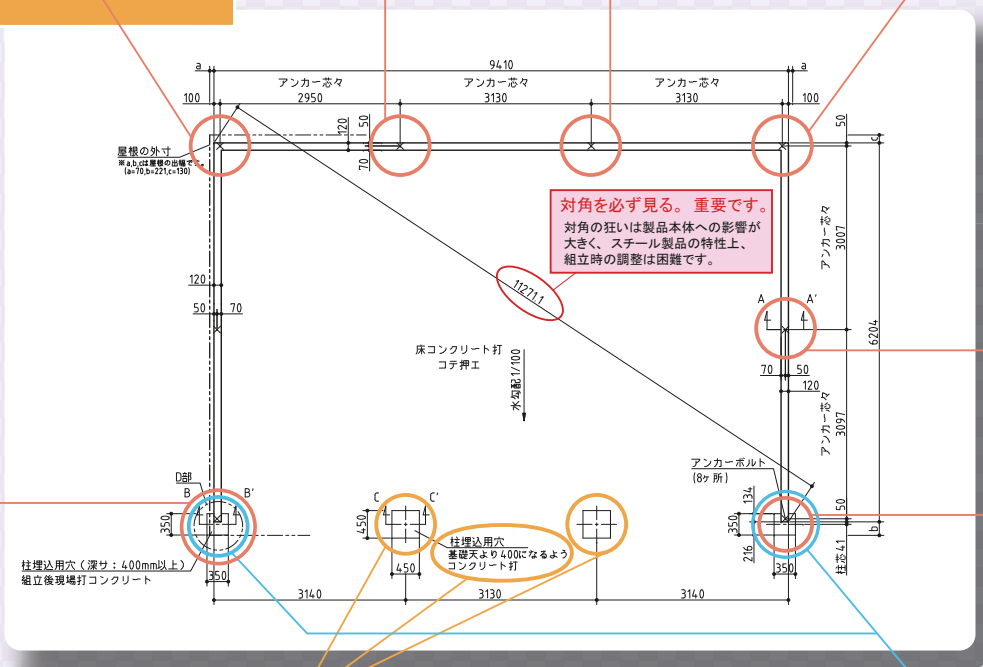 a
9410
a
アンカー芯々
アンカー芯々
アンカー芯々
100
2950
3130
3130
100
120
50
70
50
c
屋根の外寸
※a,b,cは屋根の出幅です。
(a=70,b=221,c=130)
対角を必ず見る。重要です。
対角の狂いは製品本体への影響が
大きく、スチール製品の特性上、
組立時の調整は困難です。
アンカー芯々
3007
11271.1
120
50
70
A
A'
6204
床コンクリート打
コテ押エ
水勾配 1/100
70
50
120
アンカー芯々
3097
アンカーボルト
(8ヶ所)
D部
B
B'
C
C'
134
50
350
450
350
b
柱埋込用穴
基礎天より400になるよう
コンクリート打
216
柱芯41
柱埋込用穴(深サ:400mm以上)
組立後現場打コンクリート
350
450
350
3140
3130
3140